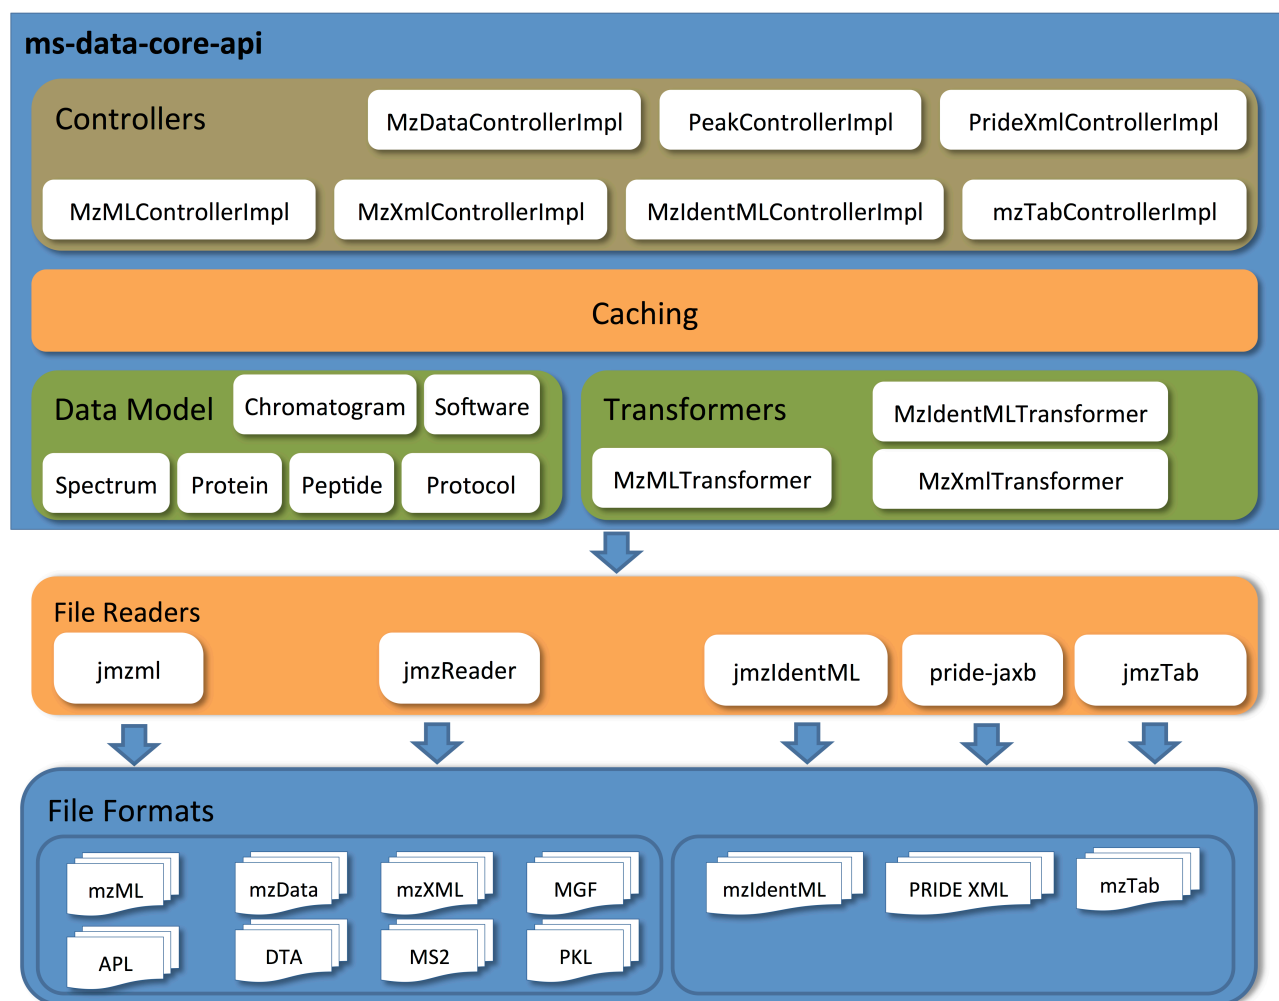 ms-data-core-api
Controllers
MzDataControllerImpl
PeakControllerImpl
PrideXmlControllerImpl
MzMLControllerImpl
MzXmlControllerImpl
MzIdentMLControllerImpl
mzTabControllerImpl
Caching
Data Model
Chromatogram
Software
Spectrum
Protein
Peptide
Protocol
Transformers
MzIdentMLTransformer
MzMLTransformer
MzXmlTransformer
File Readers
jmzml
jmzReader
jmzIdentML
pride-jaxb
jmzTab
File Formats
mzML
mzData
mzXML
MGF
APL
DTA
MS2
PKL
mzIdentML
PRIDE XML
mzTab